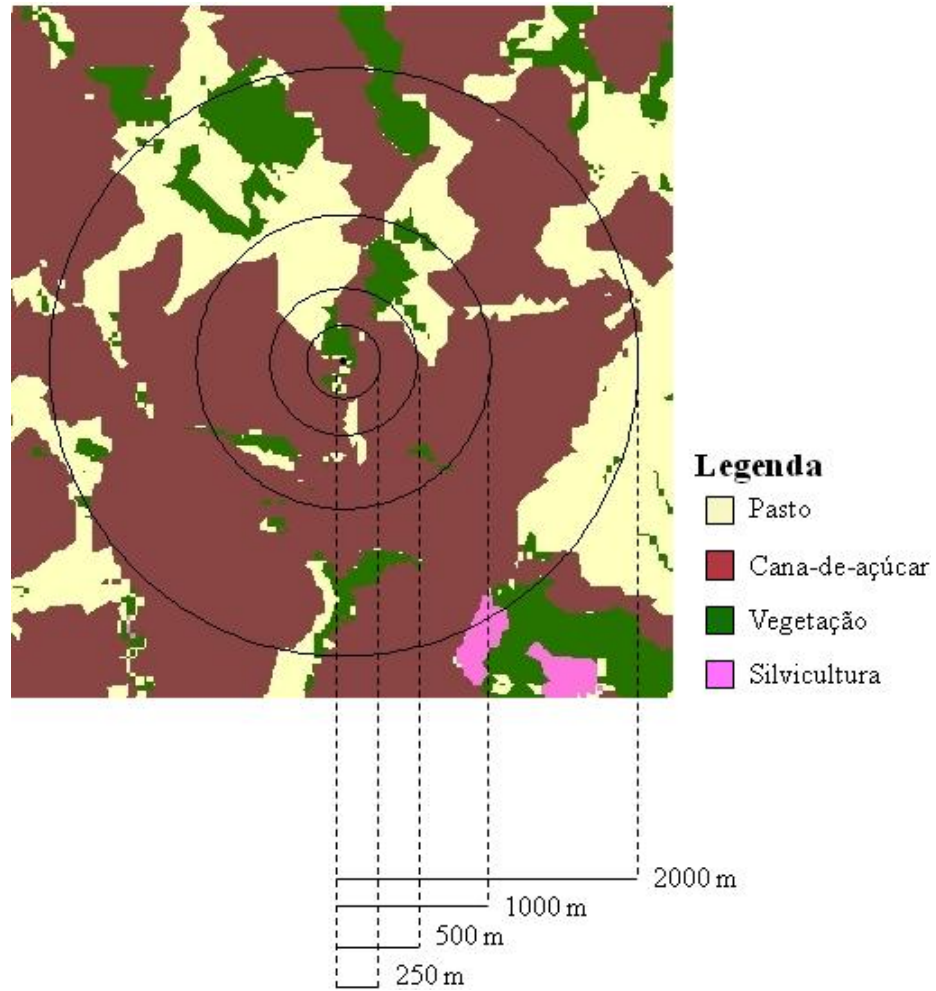 Legenda
Pasto
Cana-de-açúcar
Vegetação
Silvicultura
2000 m
1000 m
500 m
250 m